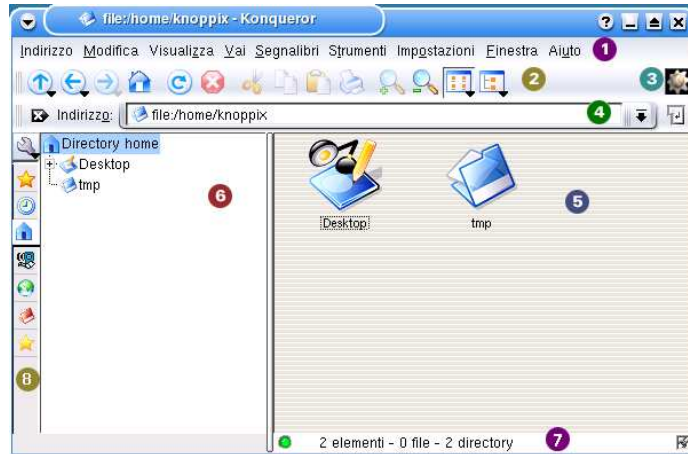 file:/home/knoppix - Konqueror
Indirizzo Modifica Visualizza Vai Segnalibri Strumenti Impostazioni Finestra Aiuto 1
2 3
Indirizzo: file:/home/knoppix 4
Directory home
Desktop
tmp
6
5
Desktop tmp
8
2 elementi - 0 file - 2 directory 7